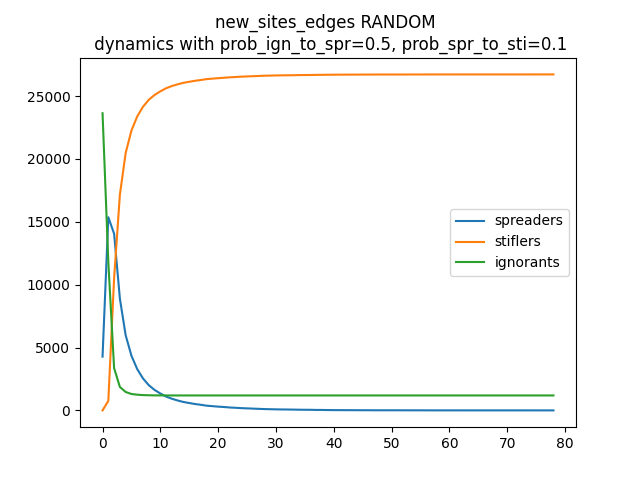 new_sites_edges RANDOM
dynamics with prob_ign_to_spr=0.5, prob_spr_to_sti=0.1
25000
20000
15000
10000
5000
0
spreaders
stiflers
ignorants
0 10 20 30 40 50 60 70 80